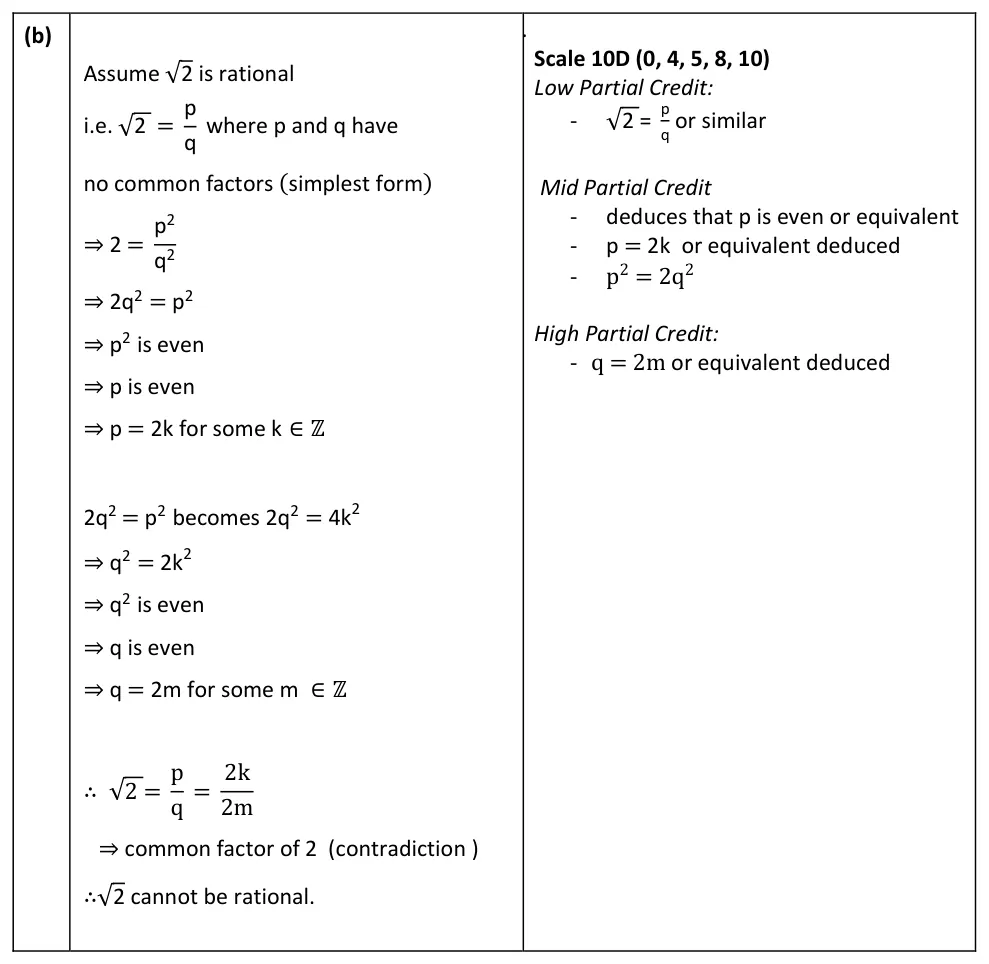 (b)
Assume √2 is rational
i.e. √2 = p/q where p and q have
no common factors (simplest form)
⇒ 2 = p²/q²
⇒ 2q² = p²
⇒ p² is even
⇒ p is even
⇒ p = 2k for some k ∈ ℤ
2q² = p² becomes 2q² = 4k²
⇒ q² = 2k²
⇒ q² is even
⇒ q is even
⇒ q = 2m for some m ∈ ℤ
∴ √2 = p/q = 2k/2m
⇒ common factor of 2 (contradiction )
∴√2 cannot be rational.
Scale 10D (0, 4, 5, 8, 10)
Low Partial Credit:
- √2 = p/q or similar
Mid Partial Credit
- deduces that p is even or equivalent
- p = 2k or equivalent deduced
- p² = 2q²
High Partial Credit:
- q = 2m or equivalent deduced